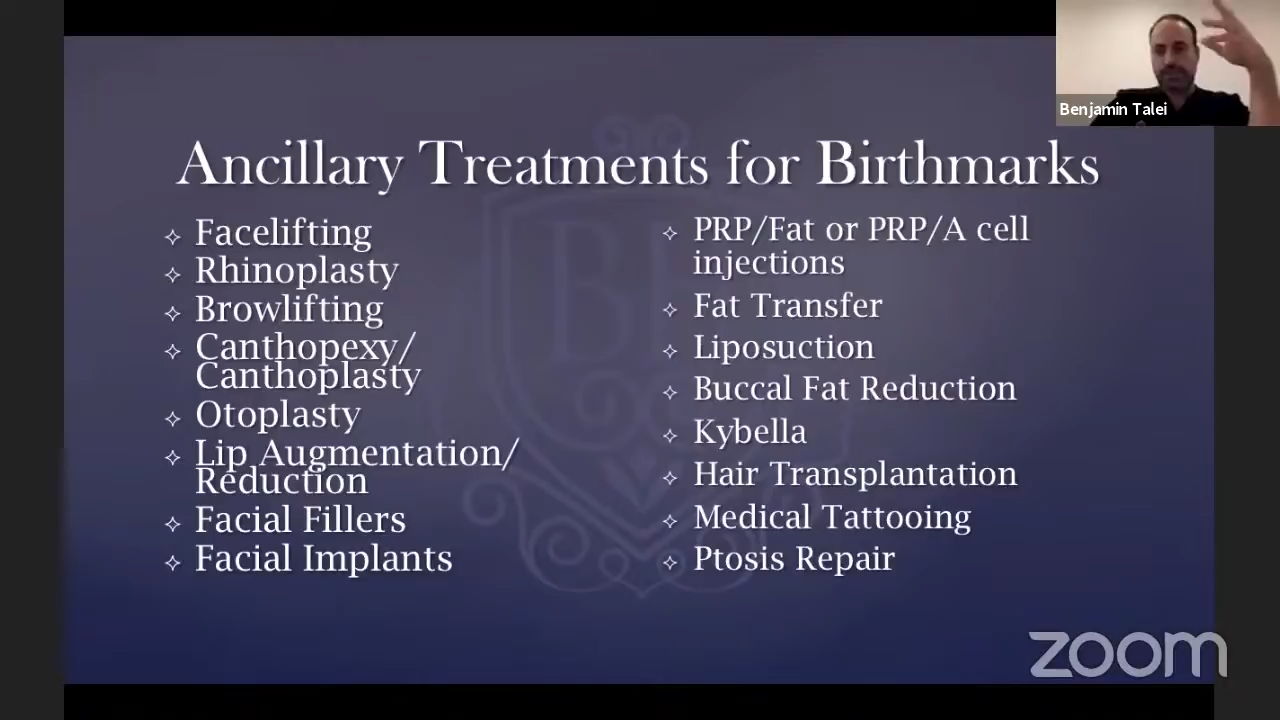 Benjamin Talei
Ancillary Treatments for Birthmarks
Facelifting
Rhinoplasty
Browlifting
Canthopexy/
Canthoplasty
Otoplasty
Lip Augmentation/
Reduction
Facial Fillers
Facial Implants
PRP/Fat or PRP/A cell
injections
Fat Transfer
Liposuction
Buccal Fat Reduction
Kybella
Hair Transplantation
Medical Tattooing
Ptosis Repair
zoom